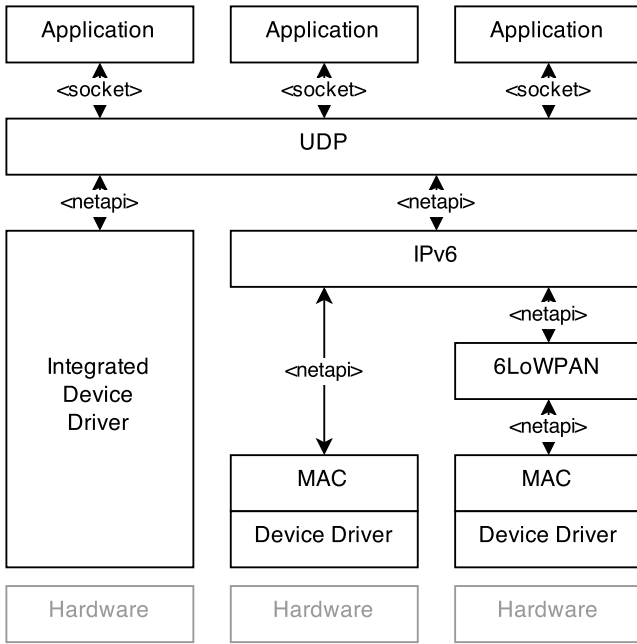 Application Application Application
<socket> <socket> <socket>
UDP
<netapi> <netapi>
IPv6
<netapi>
Integrated
Device
Driver
<netapi>
6LoWPAN
<netapi>
MAC MAC
Device Driver Device Driver
Hardware Hardware Hardware